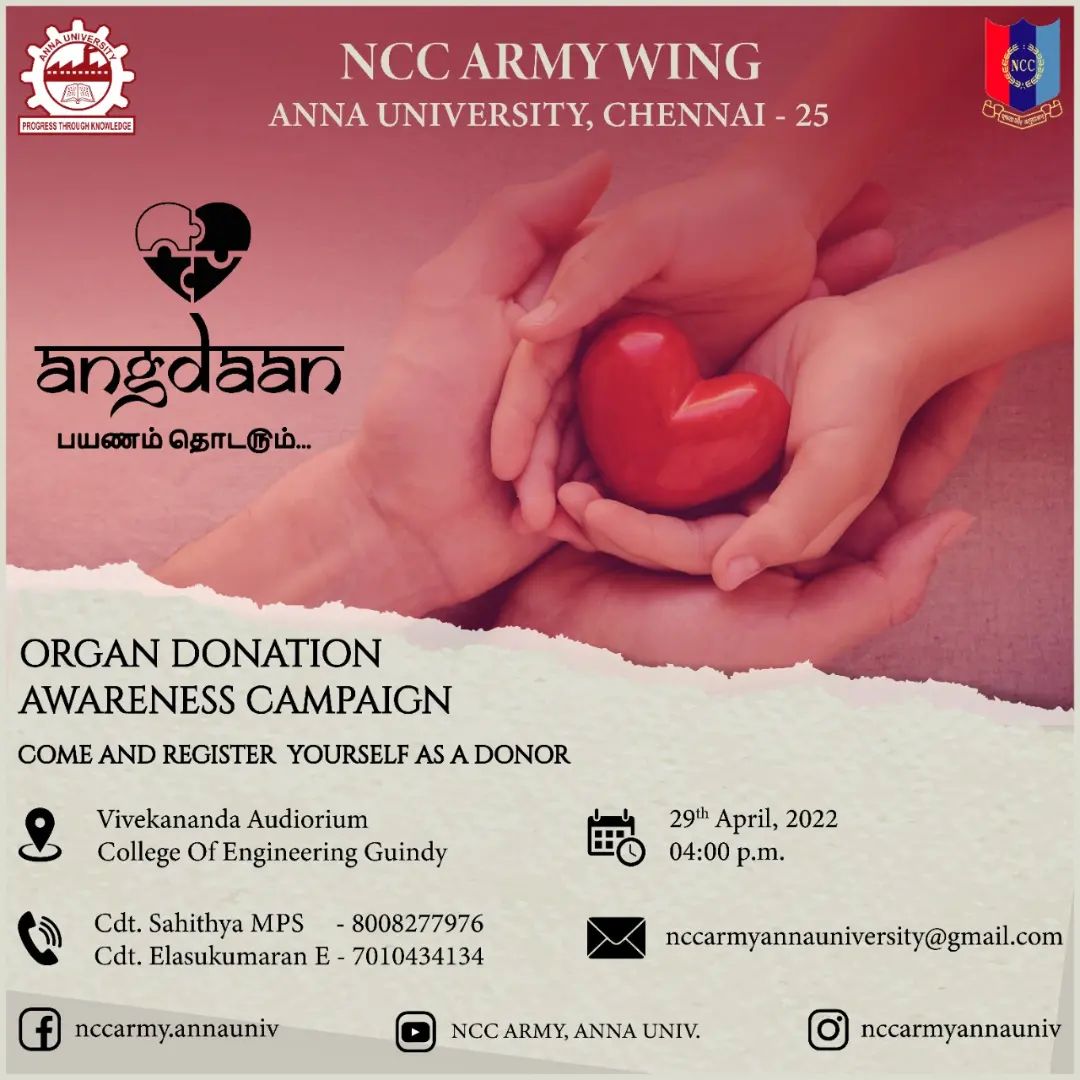 ANNA UNIVERSITY
PROGRESS THROUGH KNOWLEDGE
NCC ARMY WING
ANNA UNIVERSITY, CHENNAI - 25
NCC
angdaan
பயணம் தொடரும்...
ORGAN DONATION
AWARENESS CAMPAIGN
COME AND REGISTER YOURSELF AS A DONOR
Vivekananda Audiorium
College Of Engineering Guindy
29th April, 2022
04:00 p.m.
Cdt. Sahithya MPS - 8008277976
Cdt. Elasukumaran E - 7010434134
nccarmyannauniversity@gmail.com
nccarmy.annauniv
NCC ARMY, ANNA UNIV.
nccarmyannauniv